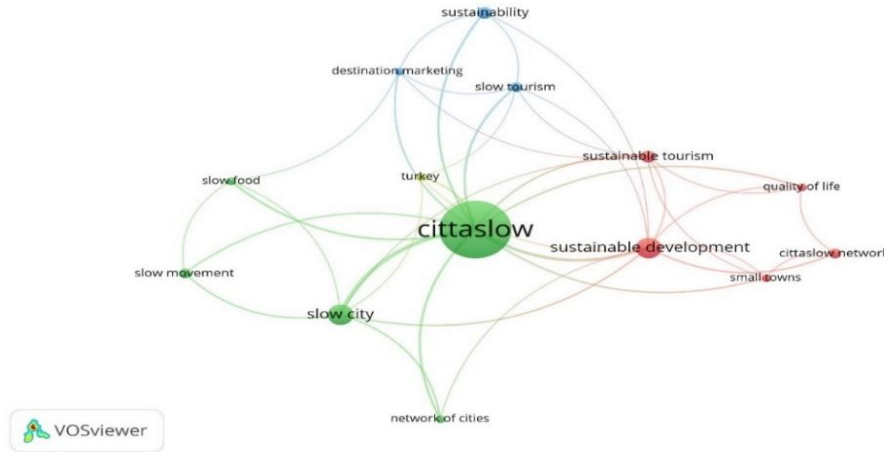 sustainability
destination marketing
slow tourism
sustainable tourism
slow food
turkey
quality of life
cittaslow
sustainable development
cittaslow network
slow movement
small towns
slow city
network of cities
VOSviewer